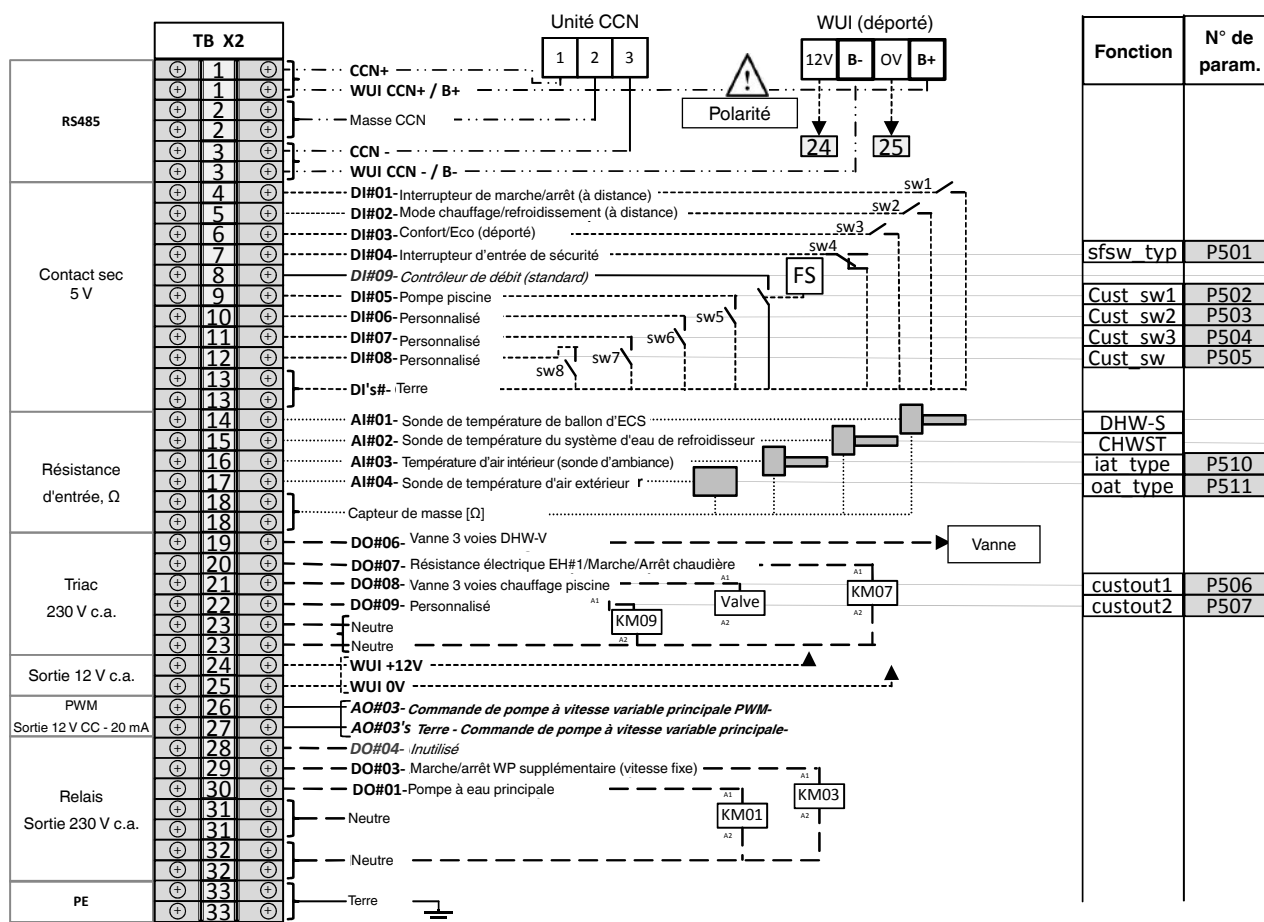 Unité CCN
WUI (déporté)
TB X2
1 2 3
12V B- OV B+
Fonction
N° de param.
Polarité
24
25
RS485
1 CCN+
1 WUI CCN+ / B+
2 Masse CCN
2
3 CCN -
3 WUI CCN - / B-
Contact sec
5 V
4 DI#01- Interrupteur de marche/arrêt (à distance) sw1
5 DI#02- Mode chauffage/refroidissement (à distance) sw2
6 DI#03- Confort/Eco (déporté) sw3
7 DI#04- Interrupteur d'entrée de sécurité sw4 sfsw_typ P501
8 DI#09- Contrôleur de débit (standard) FS
9 DI#05- Pompe piscine sw5 Cust_sw1 P502
10 DI#06- Personnalisé sw6 Cust_sw2 P503
11 DI#07- Personnalisé sw7 Cust_sw3 P504
12 DI#08- Personnalisé sw8 Cust_sw P505
13 DI's#- Terre
13
Résistance
d'entrée, Ω
14 AI#01- Sonde de température de ballon d'ECS DHW-S
15 AI#02- Sonde de température du système d'eau de refroidisseur CHWST
16 AI#03- Température d'air intérieur (sonde d'ambiance) iat_type P510
17 AI#04- Sonde de température d'air extérieur r oat_type P511
18 Capteur de masse [Ω]
18
Triac
230 V c.a.
19 DO#06- Vanne 3 voies DHW-V Vanne
20 DO#07- Résistance électrique EH#1/Marche/Arrêt chaudière A1 KM07 A2
21 DO#08- Vanne 3 voies chauffage piscine A1 Valve A2 custout1 P506
22 DO#09- Personnalisé A1 KM09 A2 custout2 P507
23 Neutre
23 Neutre
Sortie 12 V c.a.
24 WUI +12V
25 WUI 0V
PWM
Sortie 12 V CC - 20 mA
26 AO#03- Commande de pompe à vitesse variable principale PWM-
27 AO#03's Terre - Commande de pompe à vitesse variable principale-
Relais
Sortie 230 V c.a.
28 DO#04- Inutilisé
29 DO#03- Marche/arrêt WP supplémentaire (vitesse fixe) A1 KM03 A2
30 DO#01- Pompe à eau principale A1 KM01 A2
31 Neutre
31
32 Neutre
32
PE
33 Terre
33